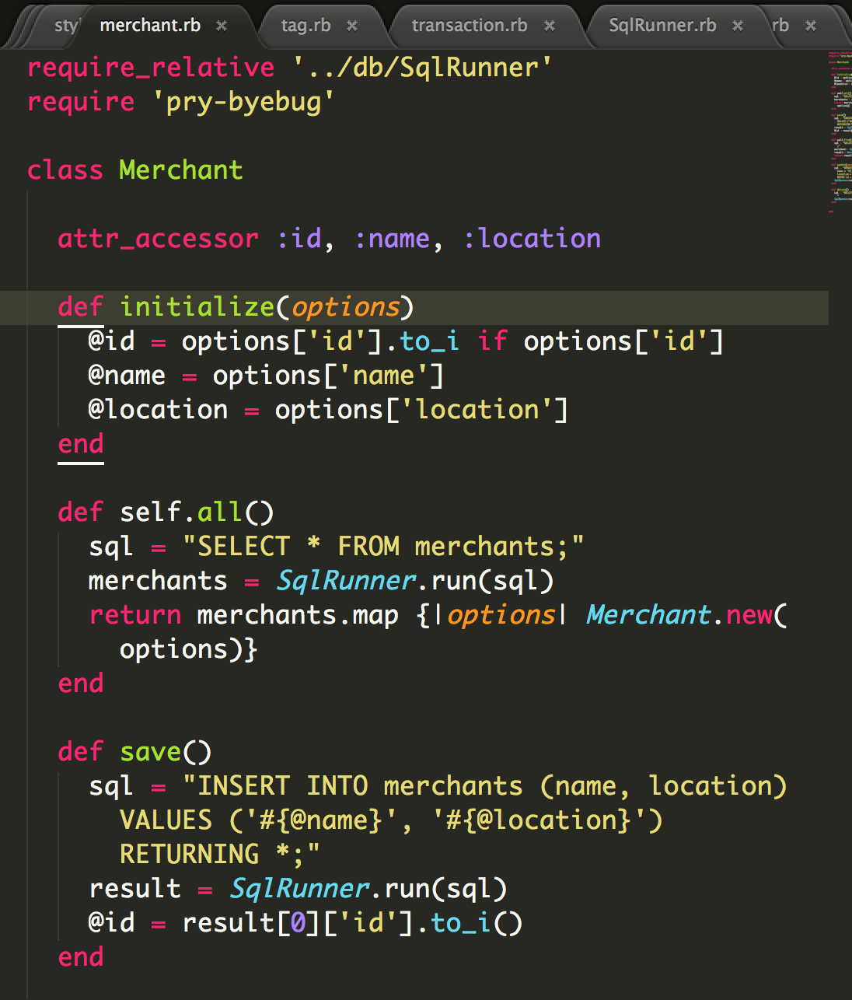 sty
merchant.rb ×
tag.rb ×
transaction.rb ×
SqlRunner.rb ×
rb ×
require_relative '../db/SqlRunner'
require 'pry-byebug'
class Merchant
attr_accessor :id, :name, :location
def initialize(options)
@id = options['id'].to_i if options['id']
@name = options['name']
@location = options['location']
end
def self.all()
sql = "SELECT * FROM merchants;"
merchants = SqlRunner.run(sql)
return merchants.map {|options| Merchant.new(
options)}
end
def save()
sql = "INSERT INTO merchants (name, location)
VALUES ('#{@name}', '#{@location}')
RETURNING *;"
result = SqlRunner.run(sql)
@id = result[0]['id'].to_i()
end